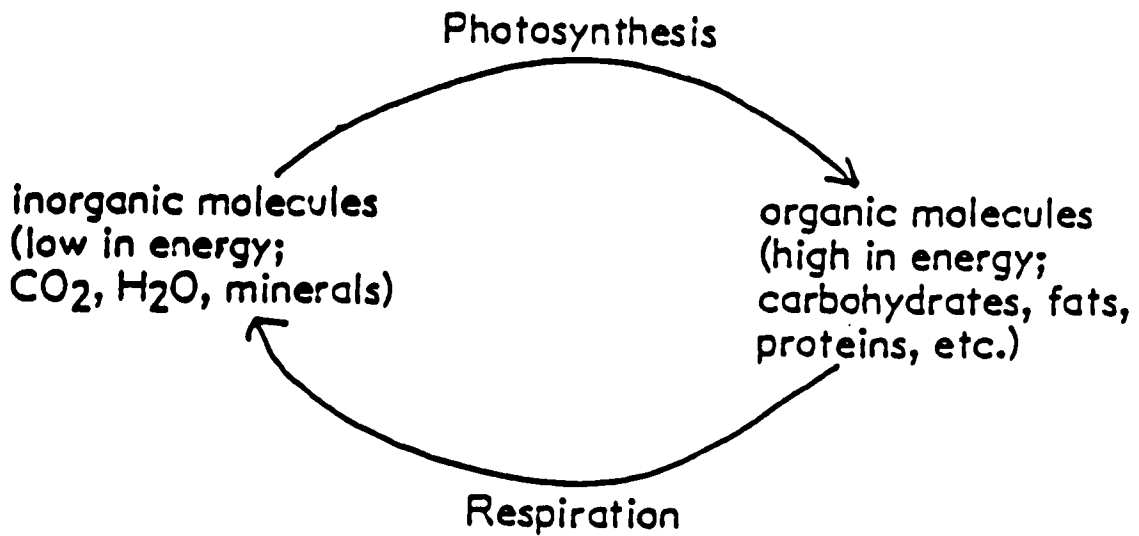 Photosynthesis
inorganic molecules
(low in energy;
CO2, H2O, minerals)
organic molecules
(high in energy;
carbohydrates, fats,
proteins, etc.)
Respiration